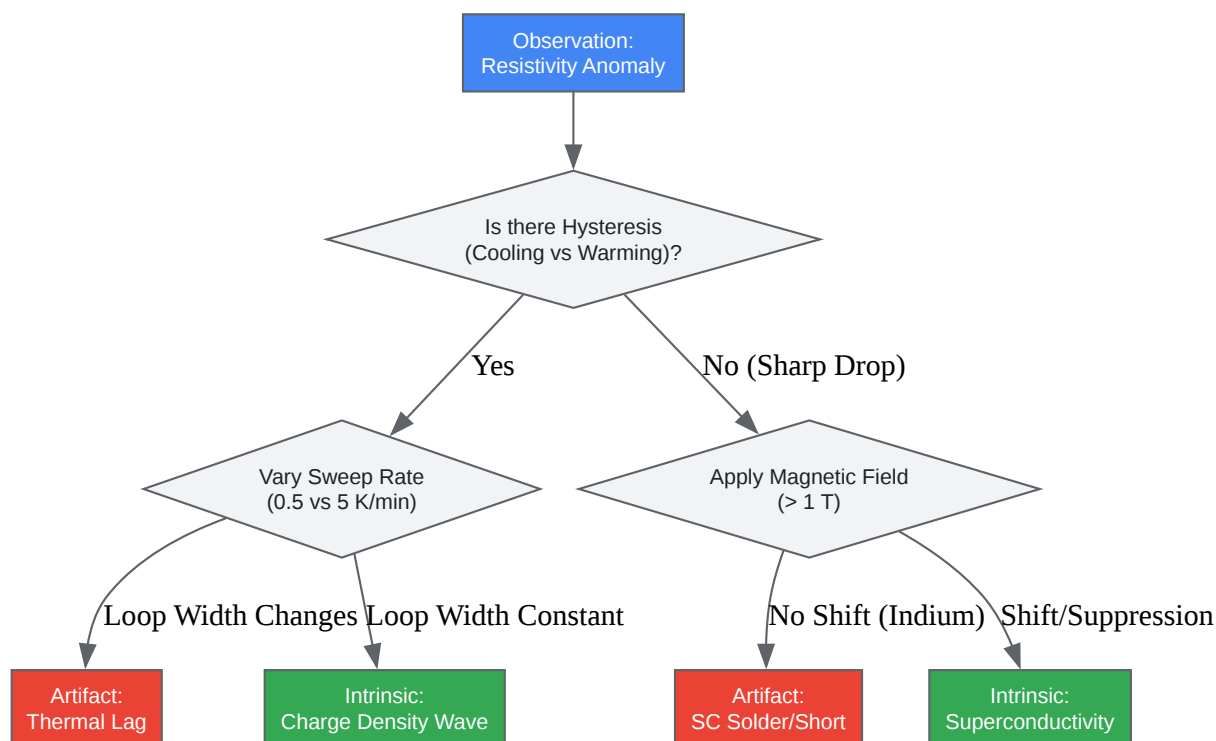 Observation:
Resistivity Anomaly
Is there Hysteresis
(Cooling vs Warming)?
Yes
No (Sharp Drop)
Vary Sweep Rate
(0.5 vs 5 K/min)
Apply Magnetic Field
(> 1 T)
Loop Width Changes
Loop Width Constant
No Shift (Indium)
Shift/Suppression
Artifact:
Thermal Lag
Intrinsic:
Charge Density Wave
Artifact:
SC Solder/Short
Intrinsic:
Superconductivity